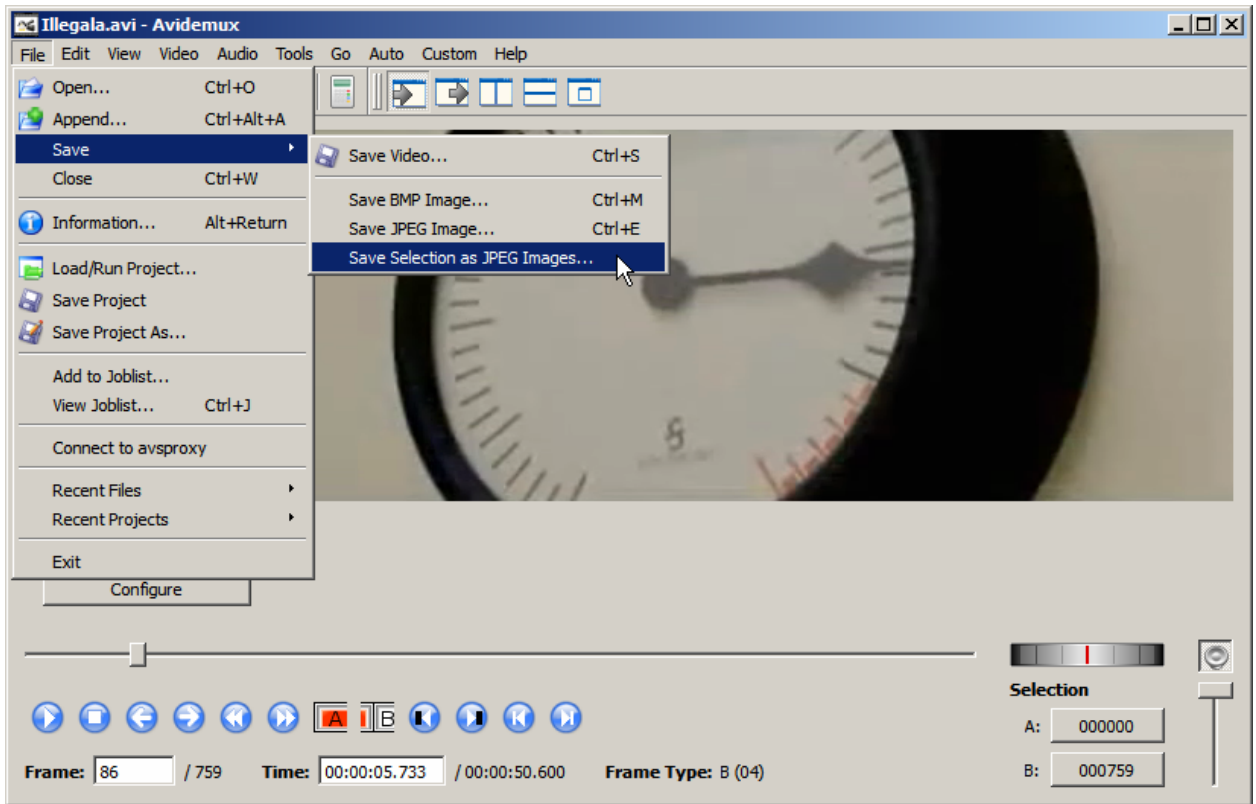 Illegala.avi - Avidemux
File Edit View Video Audio Tools Go Auto Custom Help
Open... Ctrl+O
Append... Ctrl+Alt+A
Save
Close Ctrl+W
Information... Alt+Return
Load/Run Project...
Save Project
Save Project As...
Add to Joblist...
View Joblist... Ctrl+J
Connect to avsproxy
Recent Files
Recent Projects
Exit
Save Video... Ctrl+S
Save BMP Image... Ctrl+M
Save JPEG Image... Ctrl+E
Save Selection as JPEG Images...
Configure
A B
Selection
A: 000000
B: 000759
Frame: 86 / 759 Time: 00:00:05.733 / 00:00:50.600 Frame Type: B (04)